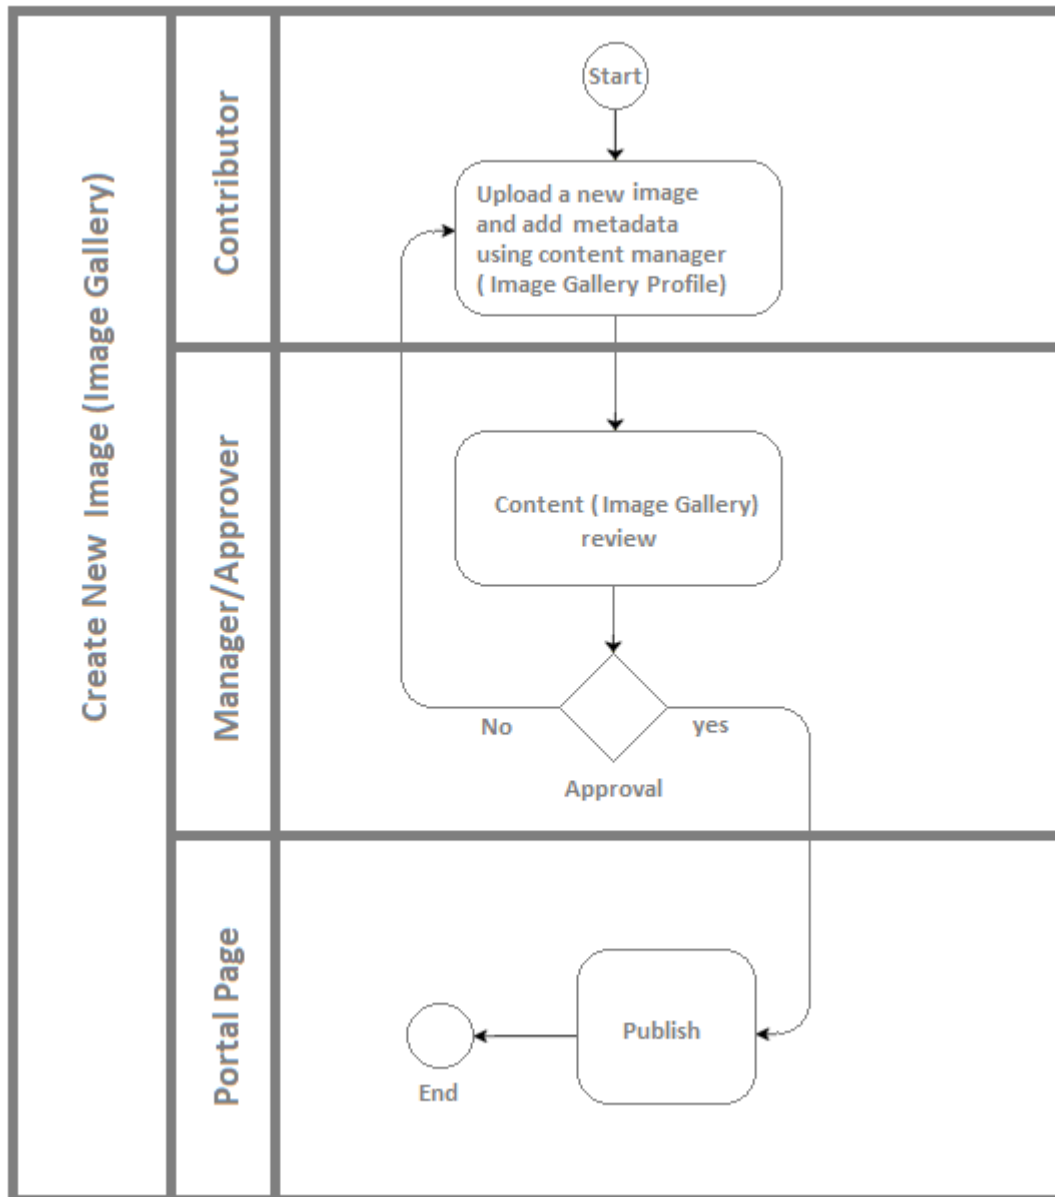 Create New Image (Image Gallery)
Contributor
Start
Upload a new image
and add metadata
using content manager
( Image Gallery Profile)
Manager/Approver
Content ( Image Gallery)
review
No
yes
Approval
Portal Page
Publish
End